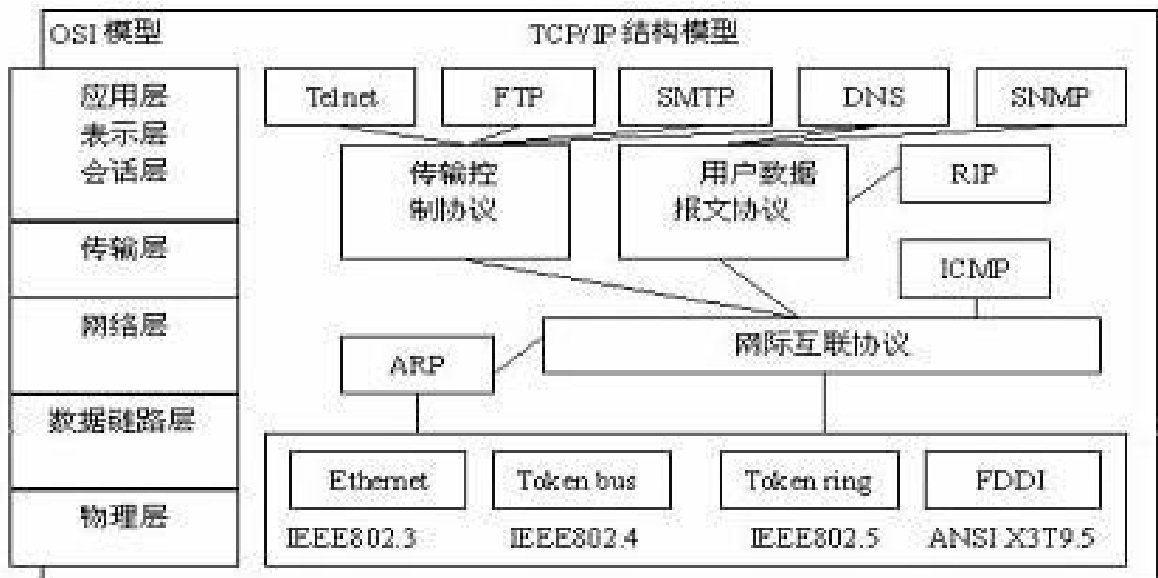 OSI 模型
TCP/IP 结构模型
应用层
表示层
会话层
传输层
网络层
数据链路层
物理层
Telnet
FTP
SMTP
DNS
SNMP
传输控
制协议
用户数据
报文协议
RIP
ICMP
ARP
网际互联协议
Ethernet
Token bus
Token ring
FDDI
IEEE802.3
IEEE802.4
IEEE802.5
ANSI X3T9.5